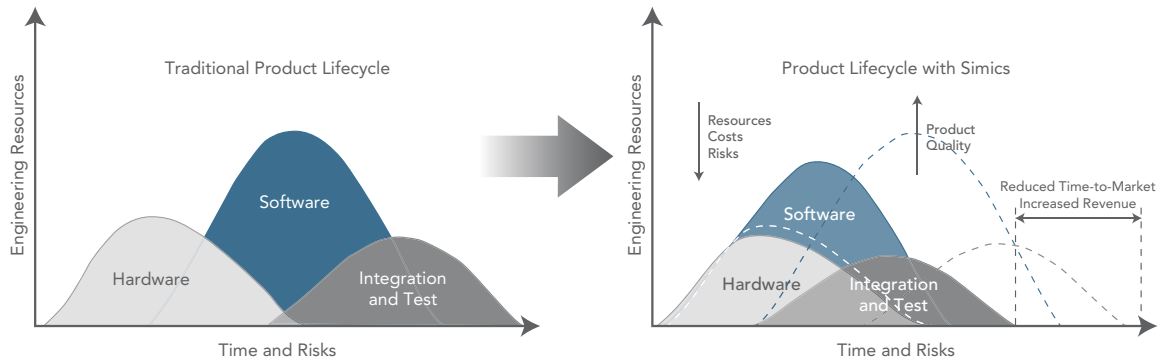 Traditional Product Lifecycle
Engineering Resources
Software
Hardware
Integration
and Test
Time and Risks
Product Lifecycle with Simics
Engineering Resources
Resources
Costs
Risks
Product
Quality
Reduced Time-to-Market
Increased Revenue
Software
Hardware
Integration
and Test
Time and Risks